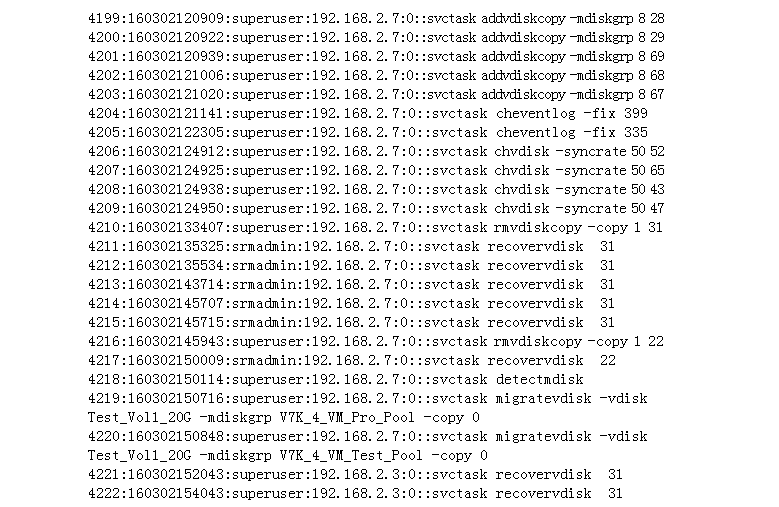 4199:160302120909:superuser:192.168.2.7:0::svctask addvdiskcopy -mdiskgrp 8 28
4200:160302120922:superuser:192.168.2.7:0::svctask addvdiskcopy -mdiskgrp 8 29
4201:160302120939:superuser:192.168.2.7:0::svctask addvdiskcopy -mdiskgrp 8 69
4202:160302121006:superuser:192.168.2.7:0::svctask addvdiskcopy -mdiskgrp 8 68
4203:160302121020:superuser:192.168.2.7:0::svctask addvdiskcopy -mdiskgrp 8 67
4204:160302121141:superuser:192.168.2.7:0::svctask cheventlog -fix 399
4205:160302122305:superuser:192.168.2.7:0::svctask cheventlog -fix 335
4206:160302124912:superuser:192.168.2.7:0::svctask chvdisk -syncrate 50 52
4207:160302124925:superuser:192.168.2.7:0::svctask chvdisk -syncrate 50 65
4208:160302124938:superuser:192.168.2.7:0::svctask chvdisk -syncrate 50 43
4209:160302124950:superuser:192.168.2.7:0::svctask chvdisk -syncrate 50 47
4210:160302133407:superuser:192.168.2.7:0::svctask rmvdiskcopy -copy 1 31
4211:160302135325:srmadmin:192.168.2.7:0::svctask recovervdisk  31
4212:160302135534:srmadmin:192.168.2.7:0::svctask recovervdisk  31
4213:160302143714:srmadmin:192.168.2.7:0::svctask recovervdisk  31
4214:160302145707:srmadmin:192.168.2.7:0::svctask recovervdisk  31
4215:160302145715:srmadmin:192.168.2.7:0::svctask recovervdisk  31
4216:160302145943:superuser:192.168.2.7:0::svctask rmvdiskcopy -copy 1 22
4217:160302150009:srmadmin:192.168.2.7:0::svctask recovervdisk  22
4218:160302150114:superuser:192.168.2.7:0::svctask detectmdisk
4219:160302150716:superuser:192.168.2.7:0::svctask migratevdisk -vdisk
Test_Vol1_20G -mdiskgrp V7K_4_VM_Pro_Pool -copy 0
4220:160302150848:superuser:192.168.2.7:0::svctask migratevdisk -vdisk
Test_Vol1_20G -mdiskgrp V7K_4_VM_Test_Pool -copy 0
4221:160302152043:superuser:192.168.2.3:0::svctask recovervdisk  31
4222:160302154043:superuser:192.168.2.3:0::svctask recovervdisk  31